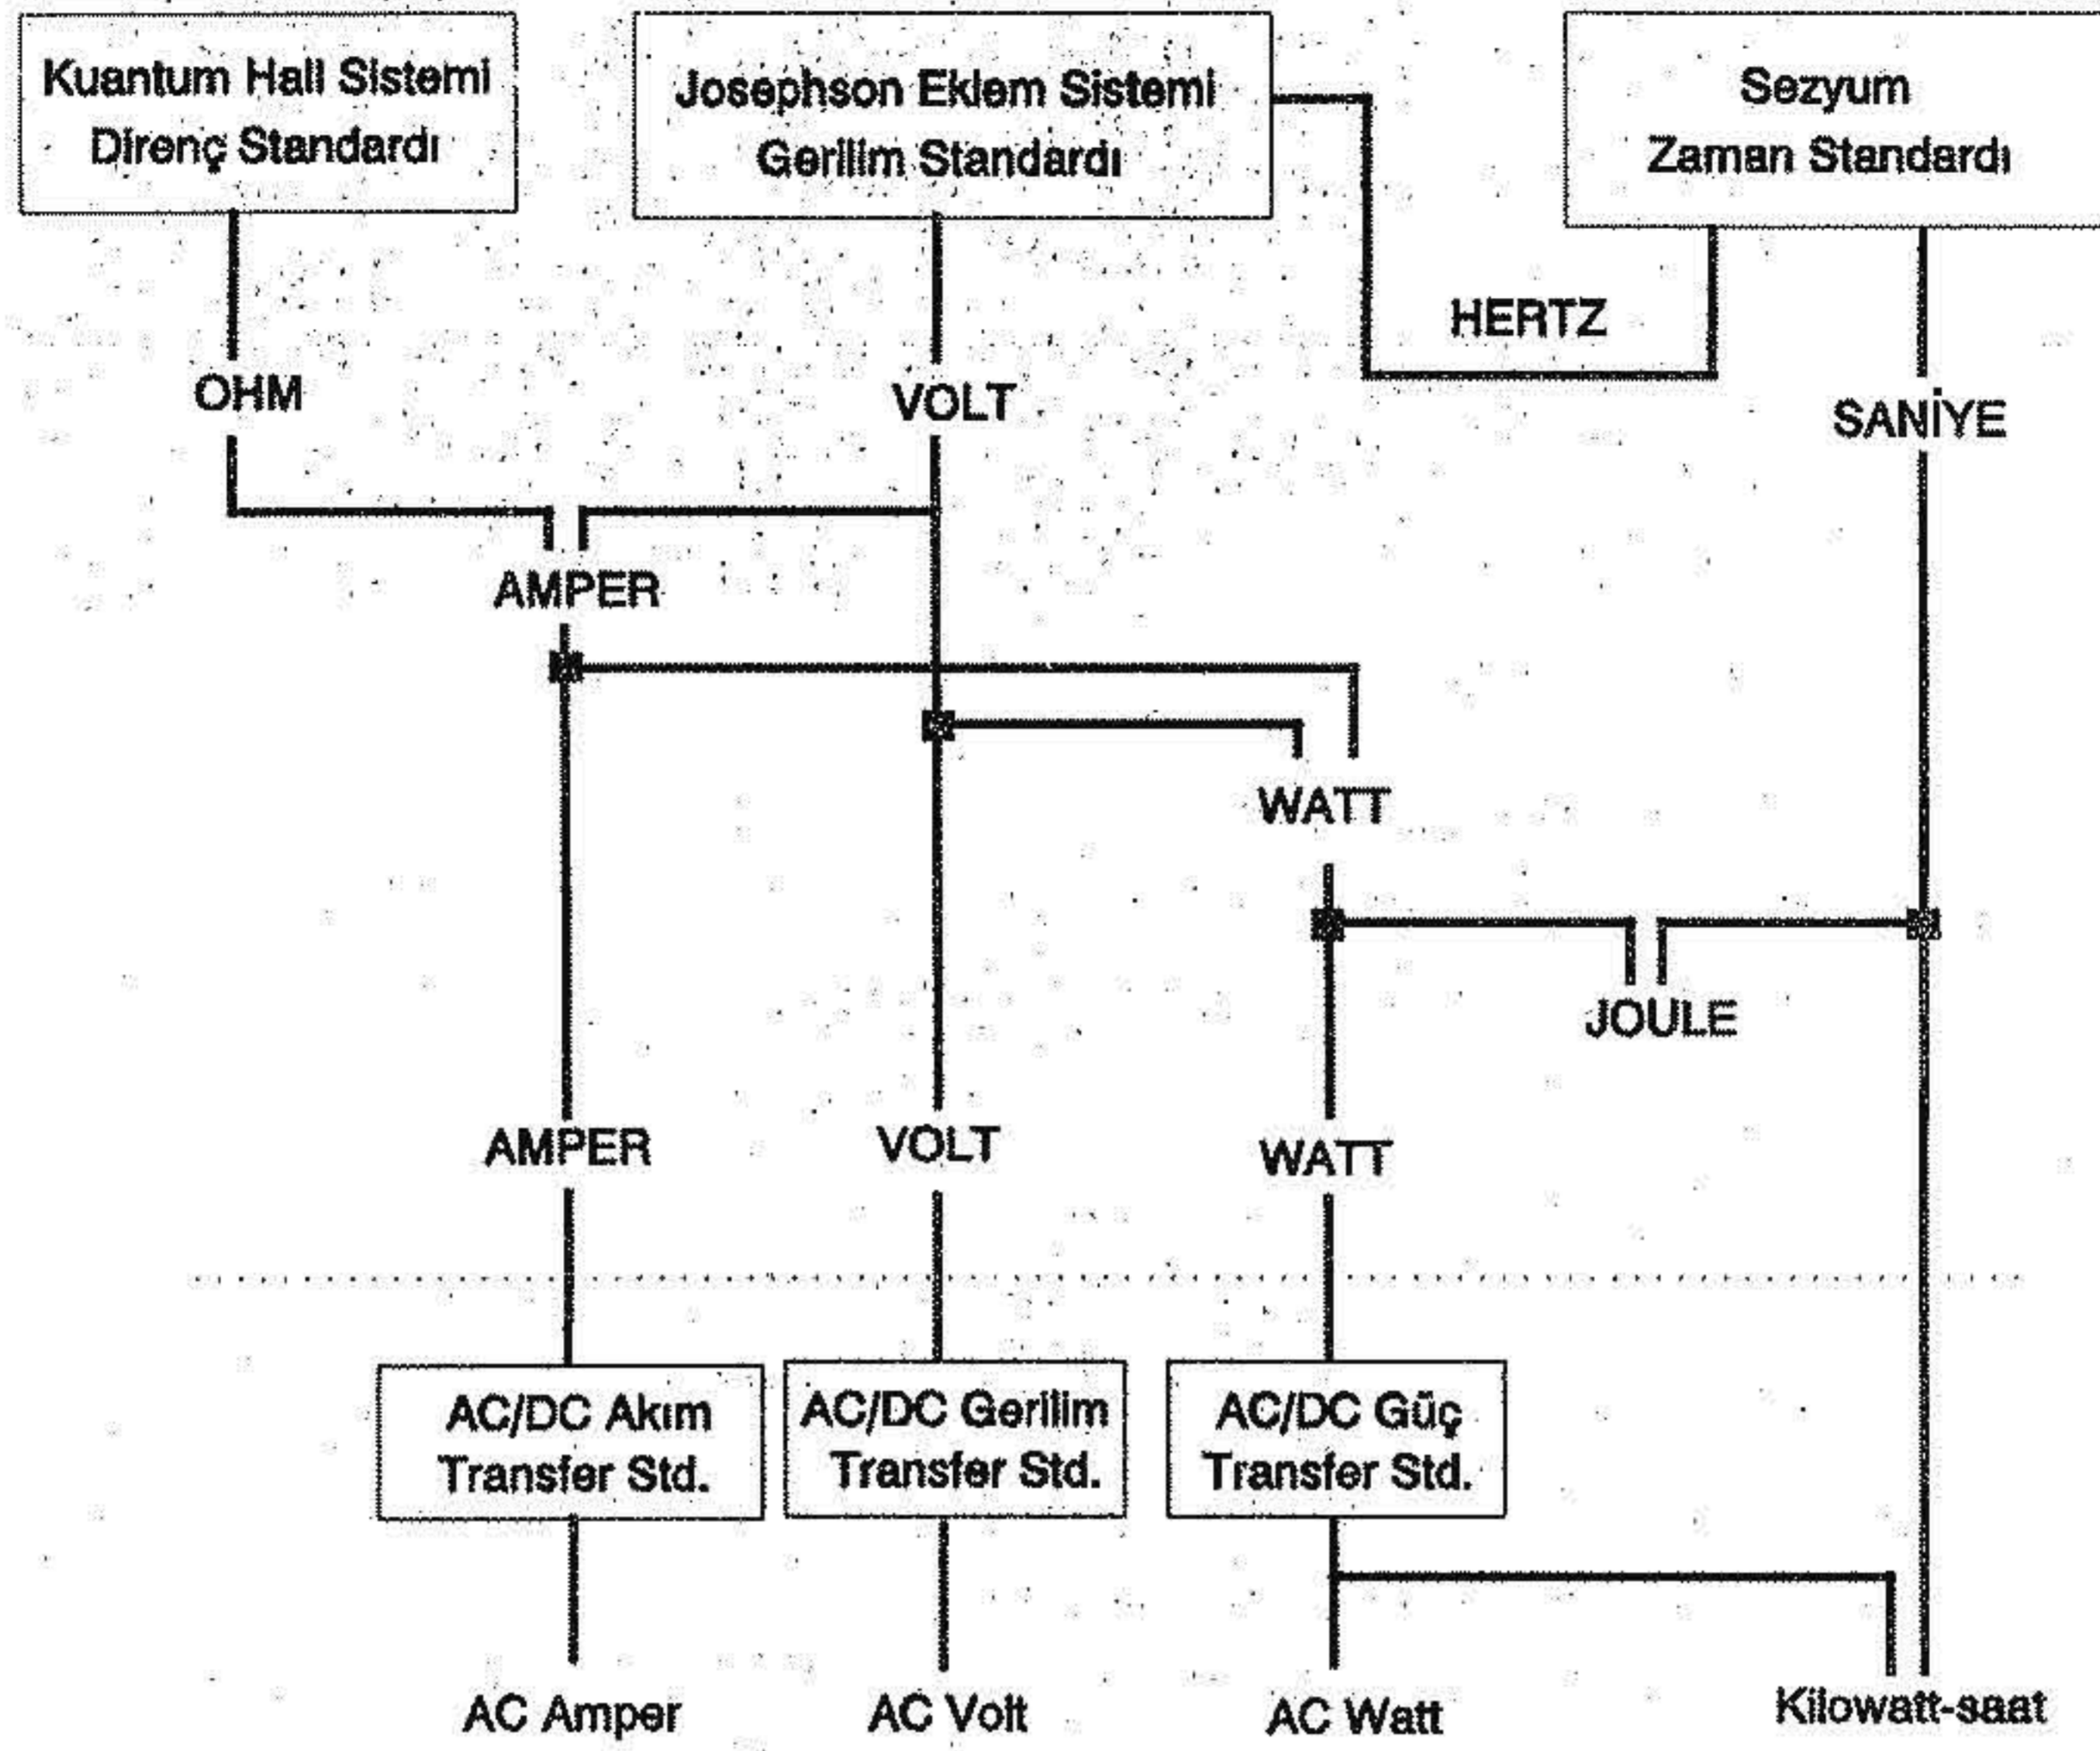 Kuantum Hall Sistemi
Direnç Standardı
Josephson Eklem Sistemi
Gerilim Standardı
Sezyum
Zaman Standardı
HERTZ
OHM
VOLT
SANİYE
AMPER
WATT
JOULE
AMPER
VOLT
WATT
AC/DC Akım
Transfer Std.
AC/DC Gerilim
Transfer Std.
AC/DC Güç
Transfer Std.
AC Amper
AC Volt
AC Watt
Kilowatt-saat